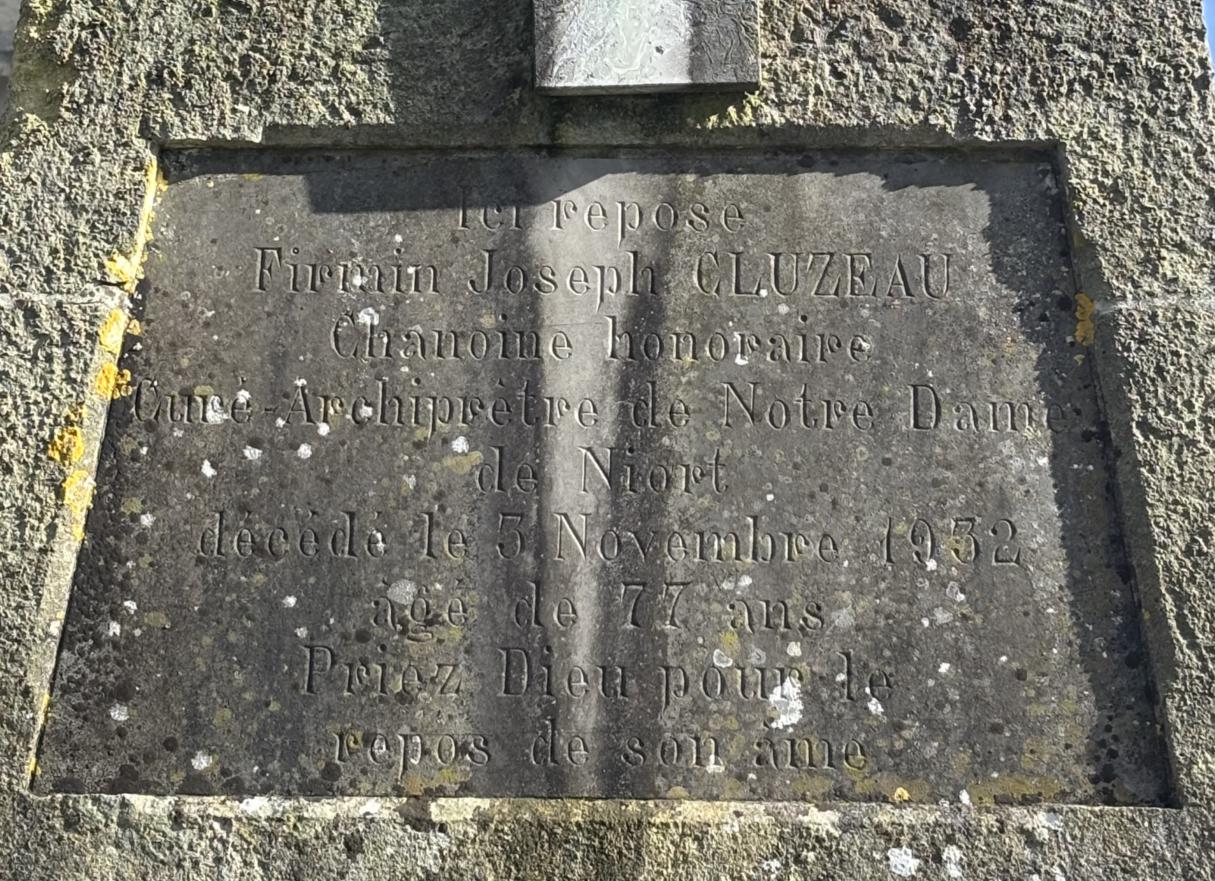 Ici repose
Firmin Joseph CLUZEAU
Chanoine honoraire
Curé-Archiprêtre de Notre Dame
de Niort
décédé le 3 Novembre 1932
âgé de 77 ans
Priez Dieu pour le
repos de son âme